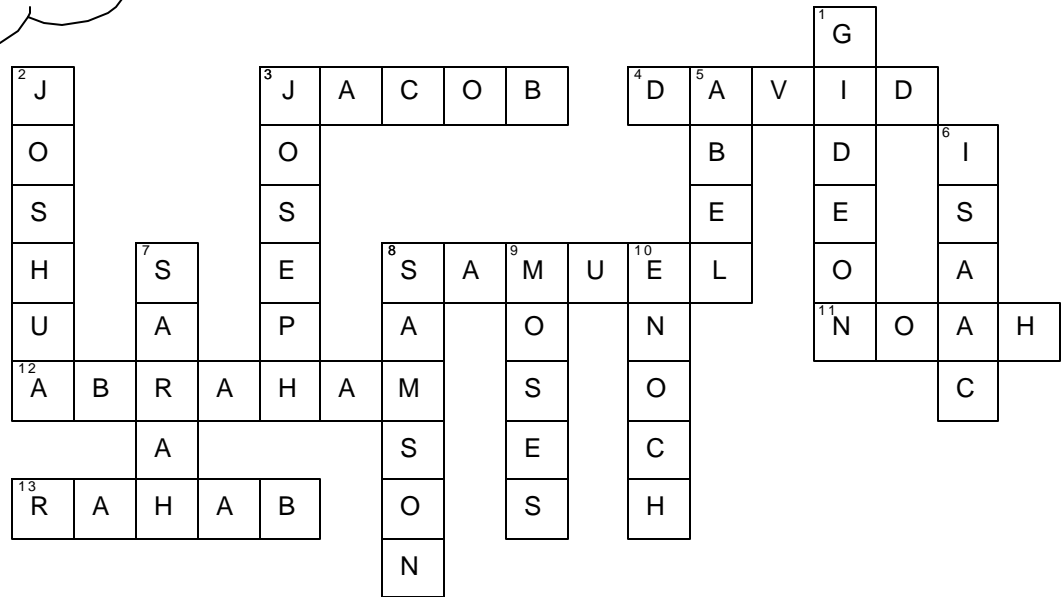 1 G
2 J 3 J A C O B 4 D 5 A V I D
O O B D 6 I
S S E E S
H 7 S E 8 S A 9 M U 10 E L O A
U A P A O N 11 N O A H
12 A B R A H A M S O C
A S E C
13 R A H A B O S H
N